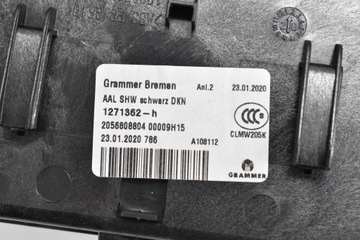 Grammer Bremen Anl.2 23.01.2020
AAL SHW schwarz DKN
1271362-h
CLMW205K
2056808804 00009H15
23.01.2020 786 A108112
GRAMMER